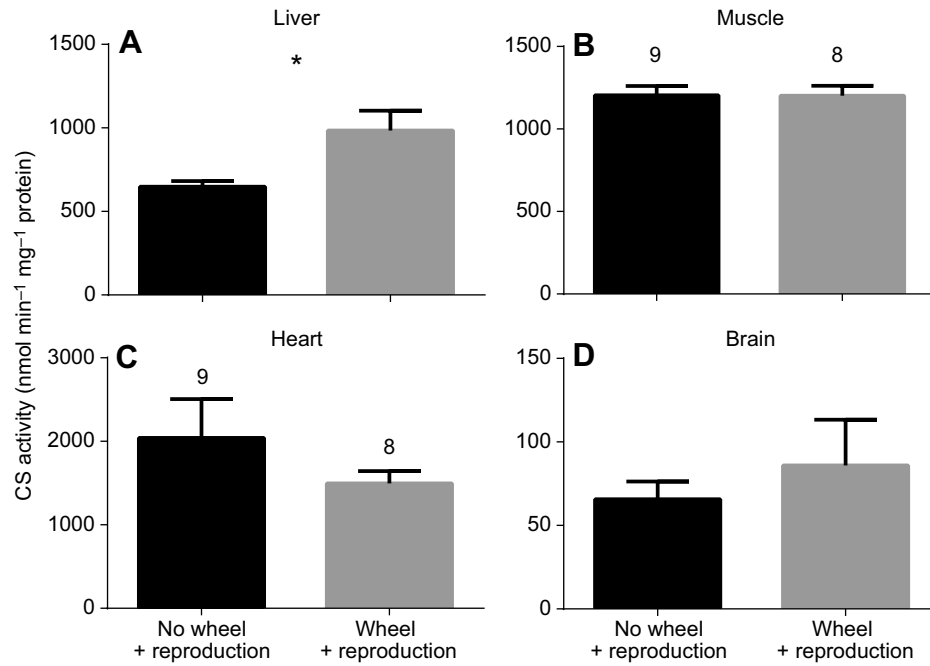 CS activity (nmol min⁻¹ mg⁻¹ protein)
Liver
A
*
1500
1000
500
0
Muscle
B
9
8
1500
1000
500
0
Heart
C
9
8
3000
2000
1000
0
No wheel
+ reproduction
Wheel
+ reproduction
Brain
D
150
100
50
0
No wheel
+ reproduction
Wheel
+ reproduction